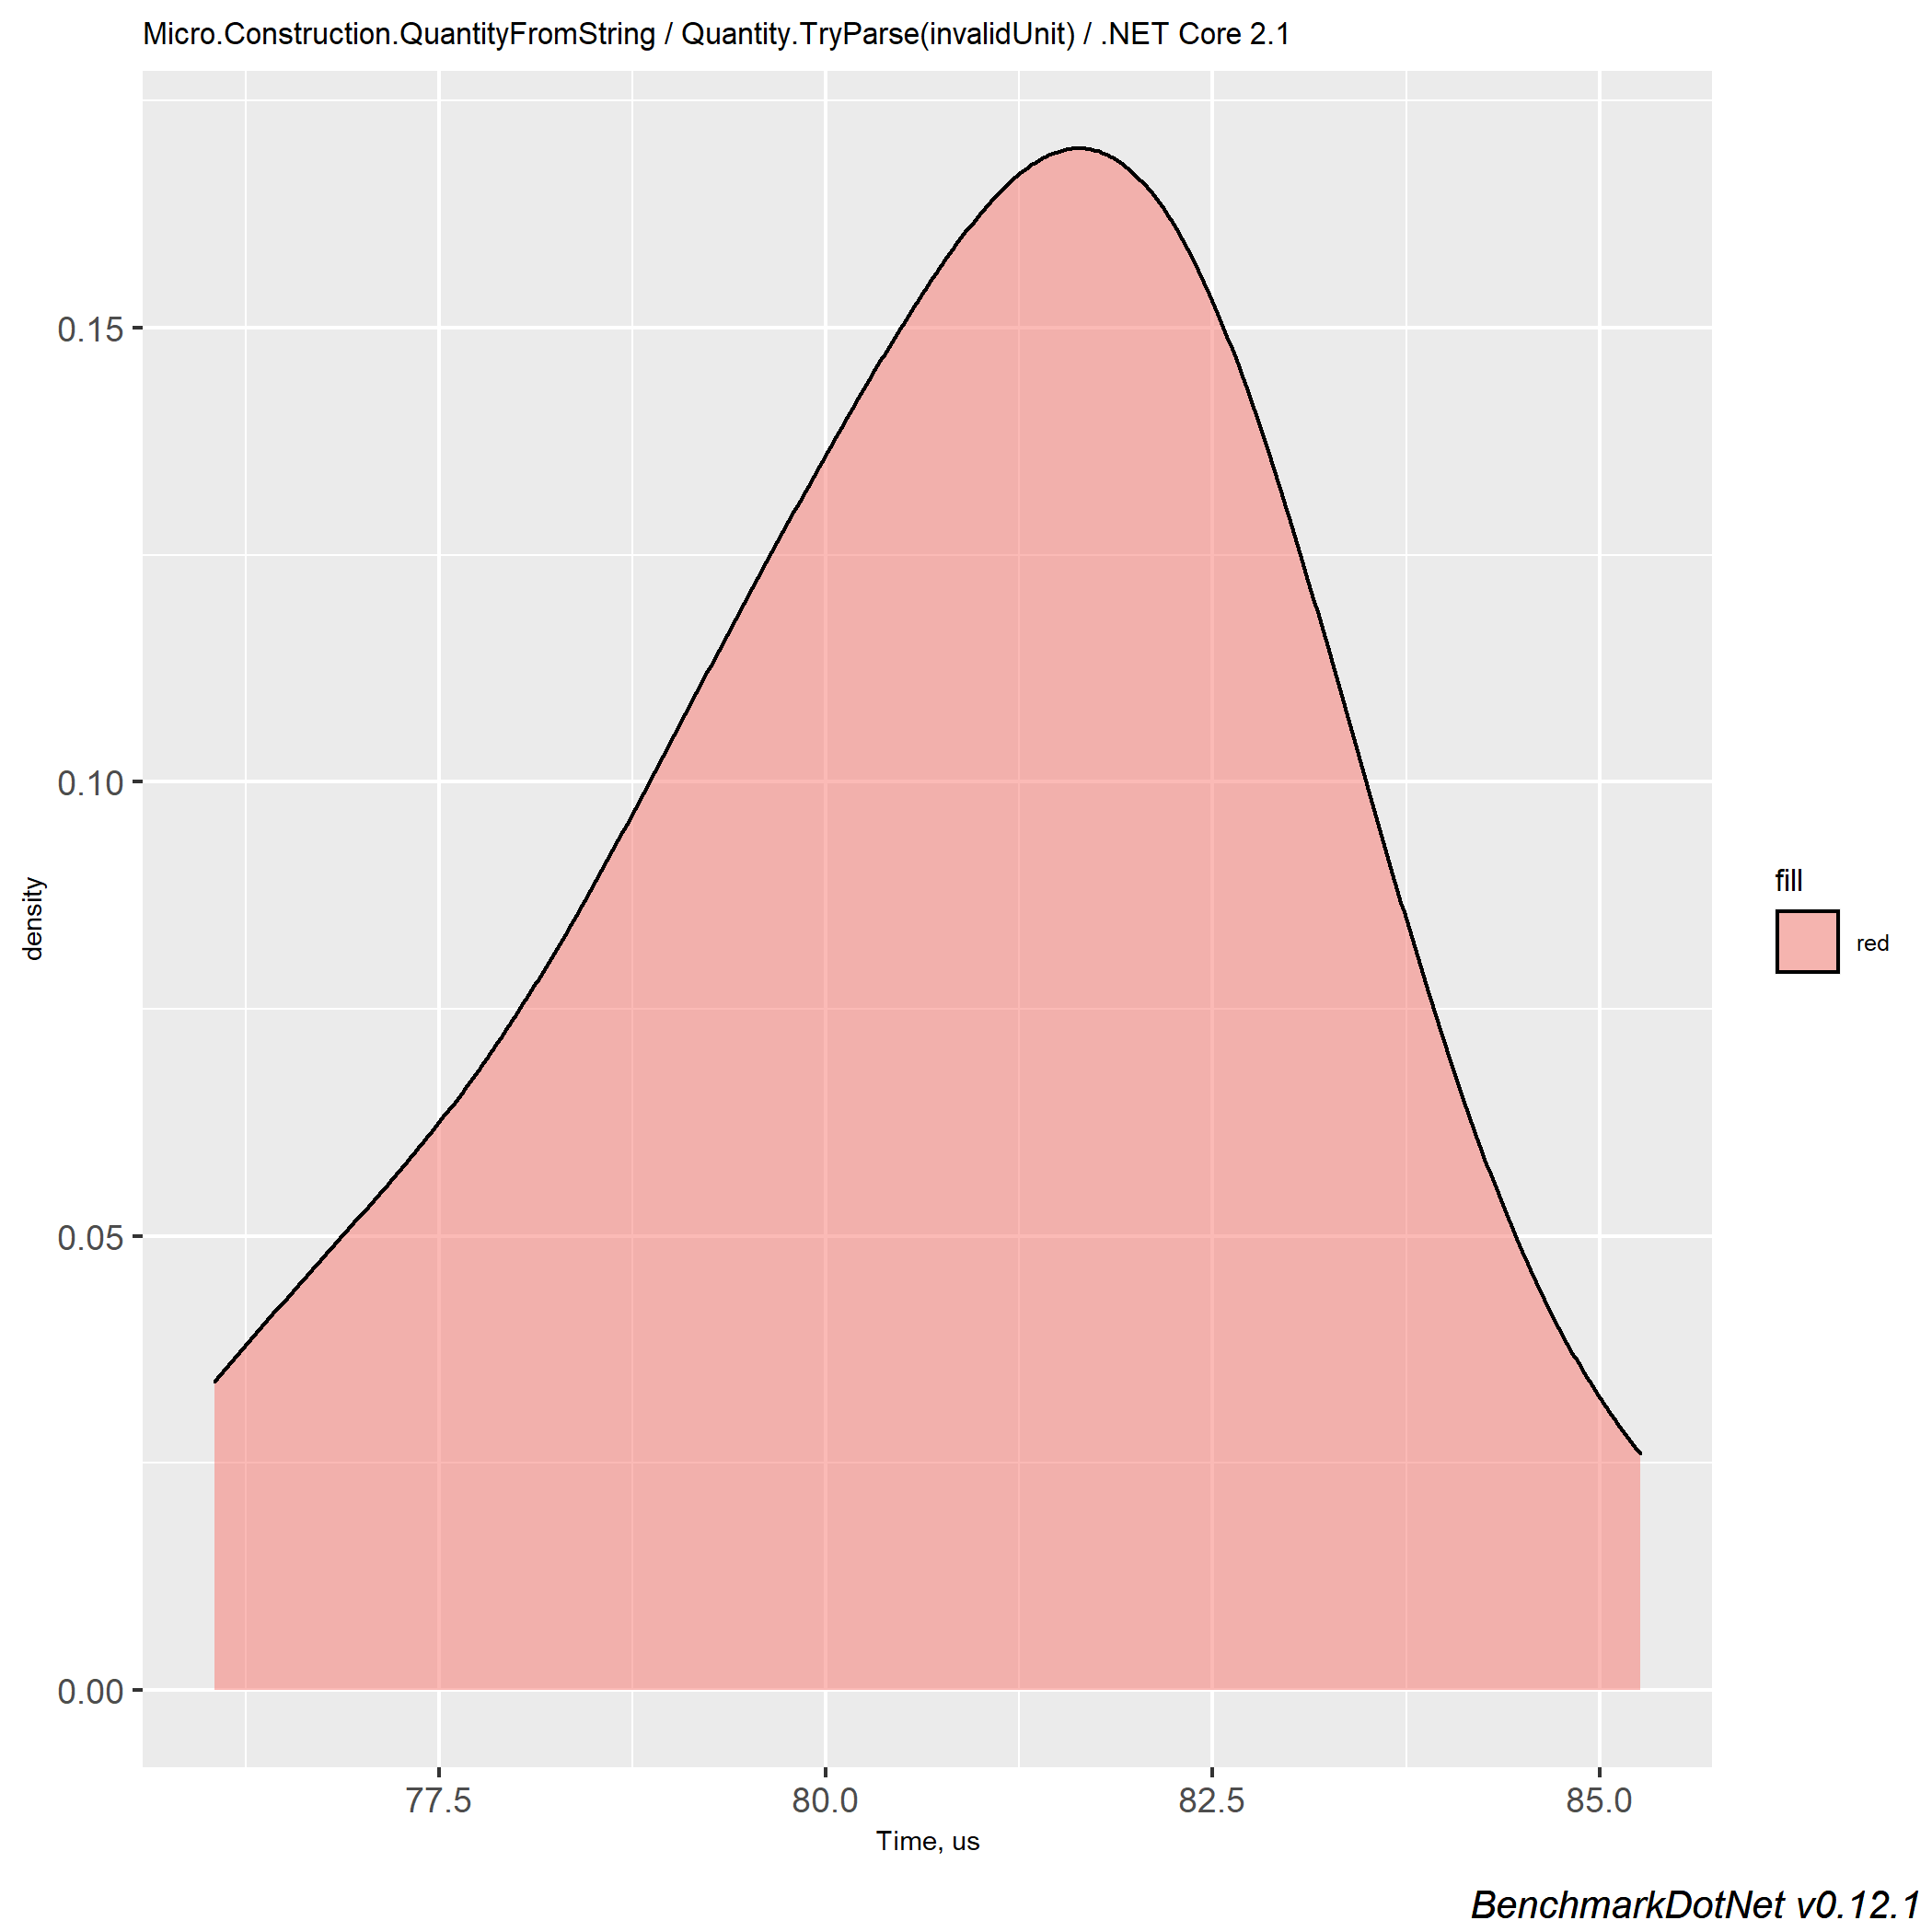 Micro.Construction.QuantityFromString / Quantity.TryParse(invalidUnit) / .NET Core 2.1
0.15
0.10
0.05
0.00
density
77.5 80.0 82.5 85.0
Time, us
fill
red
BenchmarkDotNet v0.12.1